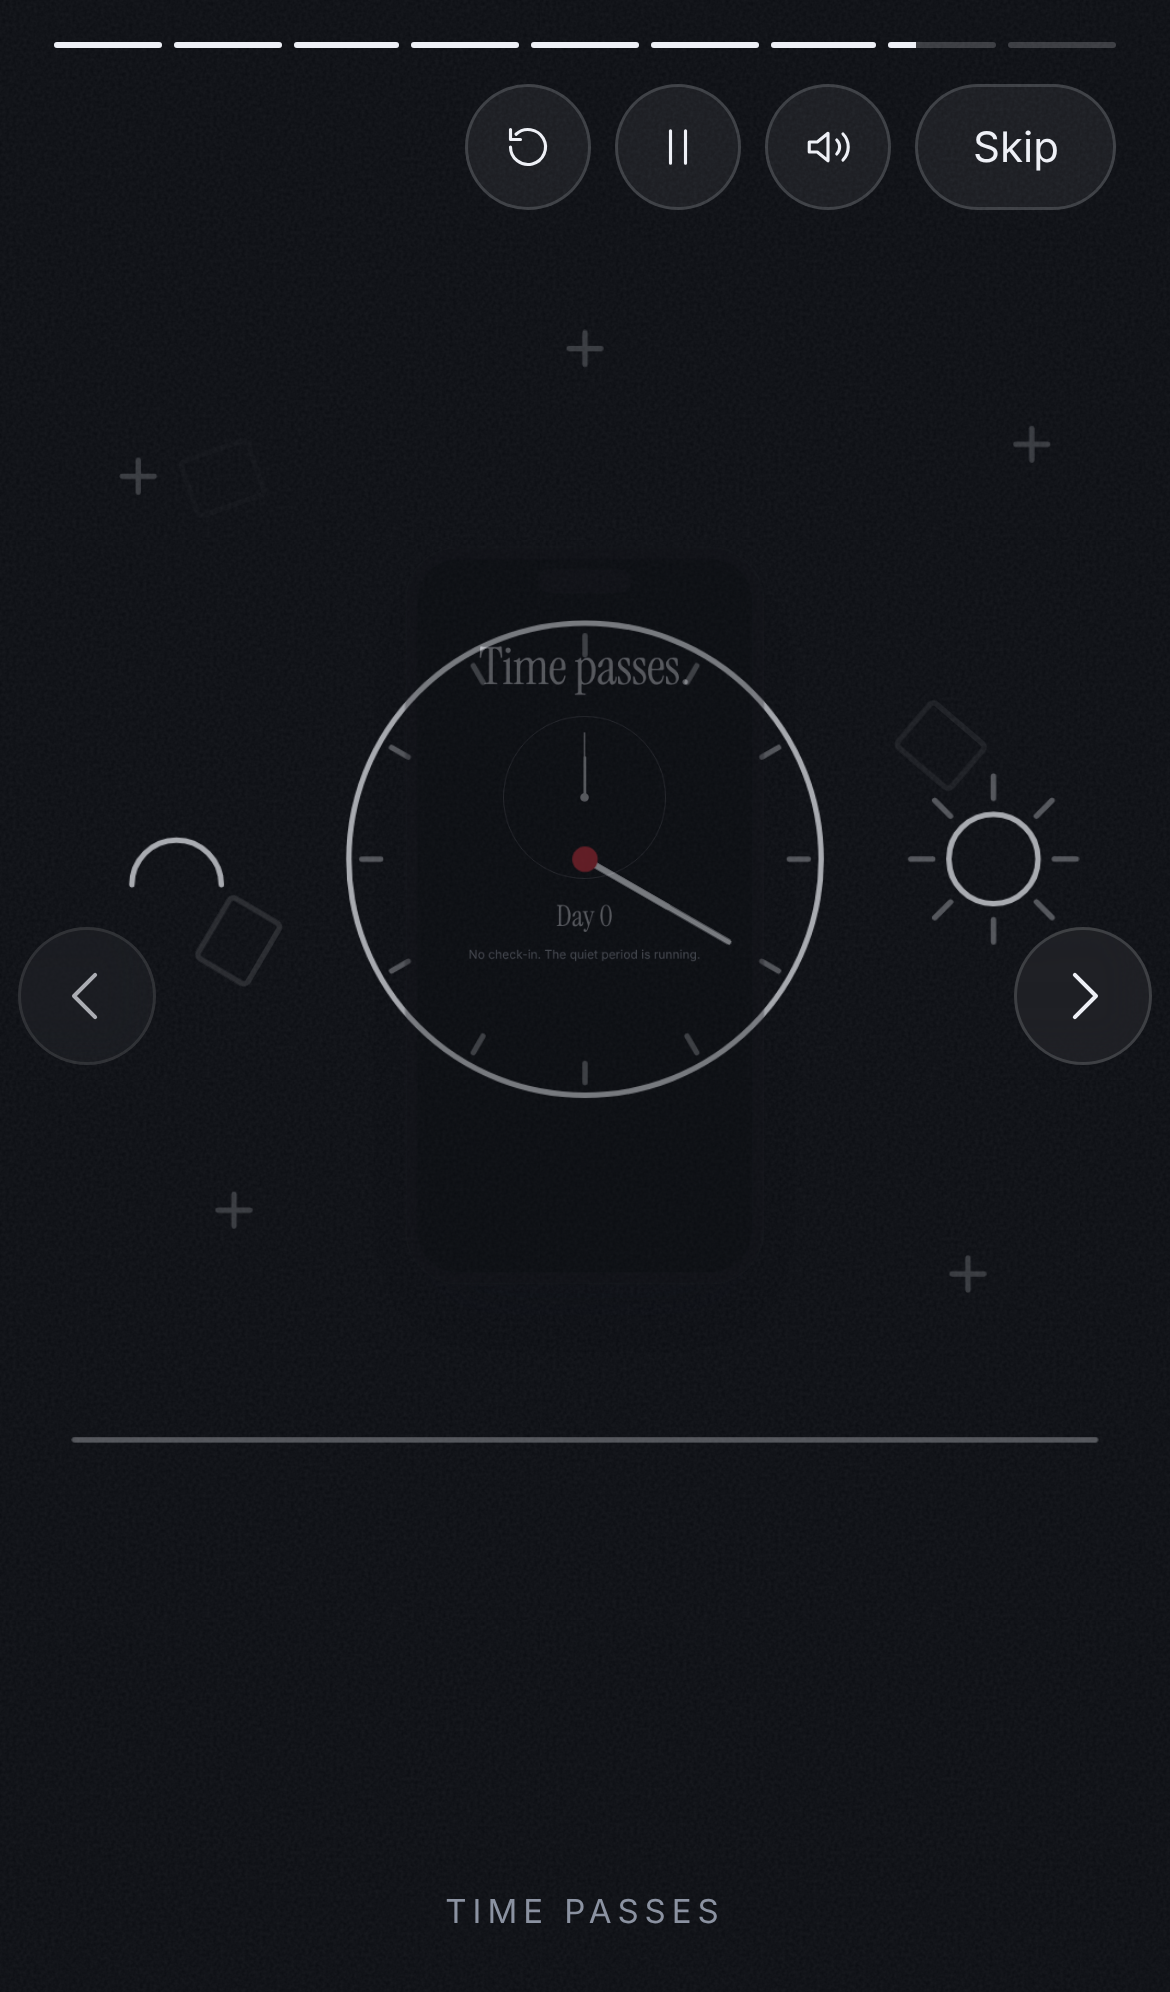 Skip
Time passes.
Day 0
No check-in. The quiet period is running.
TIME PASSES